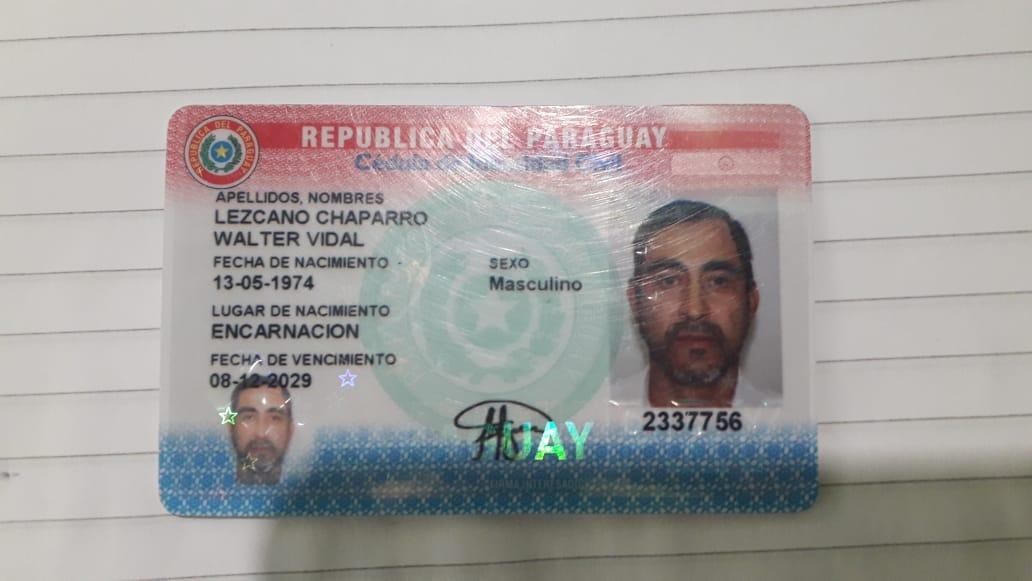 REPUBLICA DEL PARAGUAY
REPUBLICA DEL PARAGUAY
Cédula de Identidad Civil
APELLIDOS, NOMBRES
LEZCANO CHAPARRO
WALTER VIDAL
FECHA DE NACIMIENTO
13-05-1974
SEXO
Masculino
LUGAR DE NACIMIENTO
ENCARNACION
FECHA DE VENCIMIENTO
08-12-2029
2337756
UAY